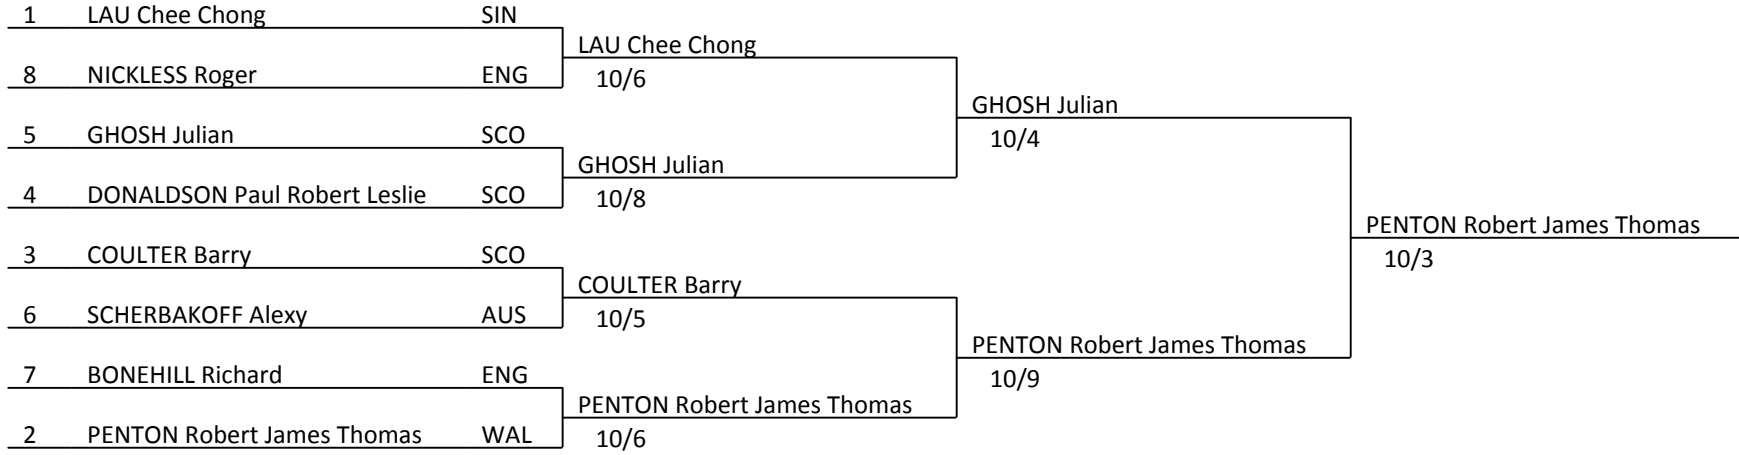 1 LAU Chee Chong SIN
LAU Chee Chong
8 NICKLESS Roger ENG
10/6
GHOSH Julian
5 GHOSH Julian SCO
10/4
GHOSH Julian
4 DONALDSON Paul Robert Leslie SCO
10/8
PENTON Robert James Thomas
3 COULTER Barry SCO
10/3
COULTER Barry
6 SCHERBAKOFF Alexy AUS
10/5
PENTON Robert James Thomas
7 BONEHILL Richard ENG
10/9
PENTON Robert James Thomas
2 PENTON Robert James Thomas WAL
10/6